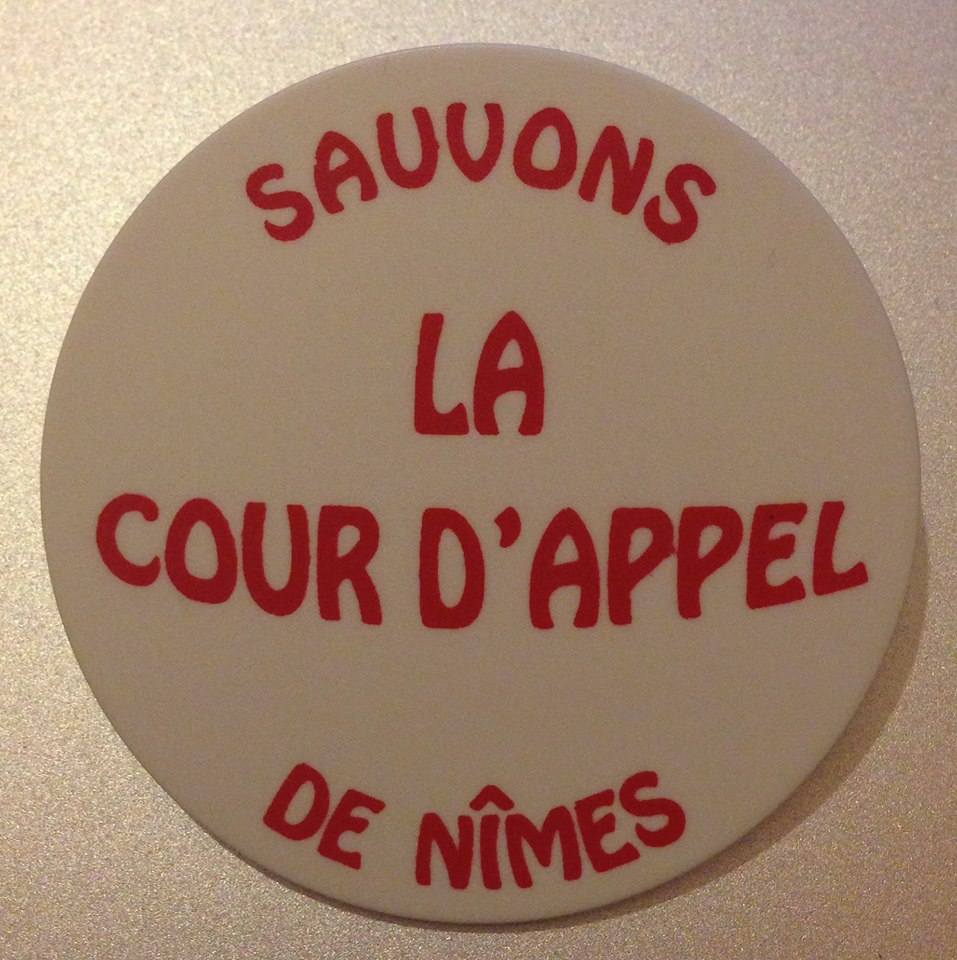 SAUVONS
LA
COUR D'APPEL
DE NÎMES